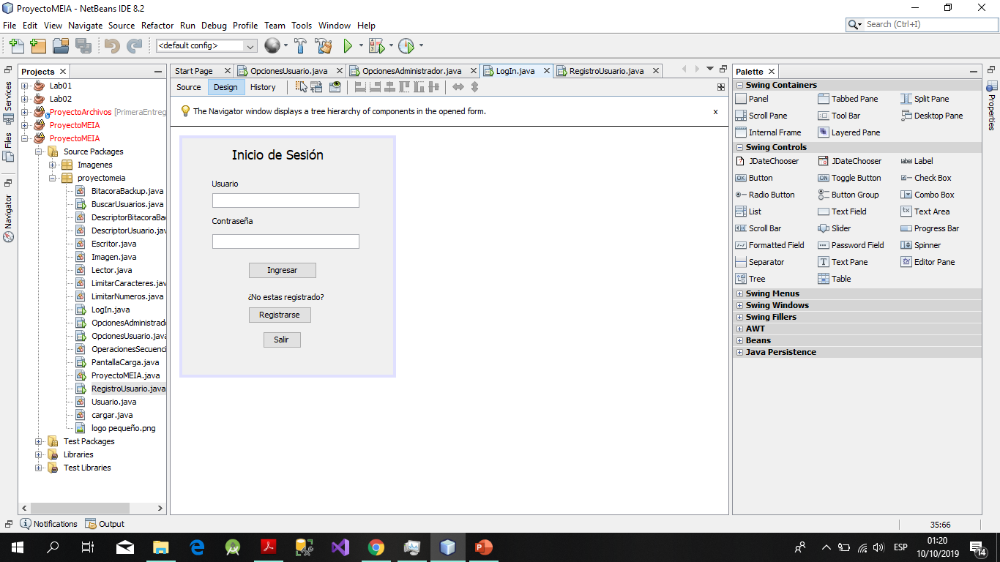 ProyectoMEIA - NetBeans IDE 8.2
File Edit View Navigate Source Refactor Run Debug Profile Team Tools Window Help
Search (Ctrl+I)
<default config>
Projects
Services
Files
Navigator
Lab01
Lab02
ProyectoArchivos [PrimeraEntreg
ProyectoMEIA
ProyectoMEIA
Source Packages
Imagenes
proyectomeia
BitacoraBackup.java
BuscarUsuarios.java
DescriptorBitacoraBa
DescriptorUsuario.jav
Escritor.java
Imagen.java
Lector.java
LimitarCaracteres.jav
LimitarNumeros.java
LogIn.java
OpcionesAdministrad
OpcionesUsuario.java
OperacionesSecuenci
PantallaCarga.java
ProyectoMEIA.java
RegistroUsuario.java
Usuario.java
cargar.java
logo pequeño.png
Test Packages
Libraries
Test Libraries
Start Page OpcionesUsuario.java OpcionesAdministrador.java LogIn.java RegistroUsuario.java
Source Design History
The Navigator window displays a tree hierarchy of components in the opened form. x
Inicio de Sesión
Usuario
Contraseña
Ingresar
¿No estas registrado?
Registrarse
Salir
Palette
Swing Containers
Panel Tabbed Pane Split Pane
Scroll Pane Tool Bar Desktop Pane
Internal Frame Layered Pane
Swing Controls
JDateChooser JDateChooser label Label
OK Button ON Toggle Button Check Box
Radio Button Button Group Combo Box
List Text Field Text Area
Scroll Bar Slider Progress Bar
Formatted Field Password Field Spinner
Separator Text Pane Editor Pane
Tree Table
Swing Menus
Swing Windows
Swing Fillers
AWT
Beans
Java Persistence
Properties
Notifications Output
35:66
ESP
01:20
10/10/2019
14